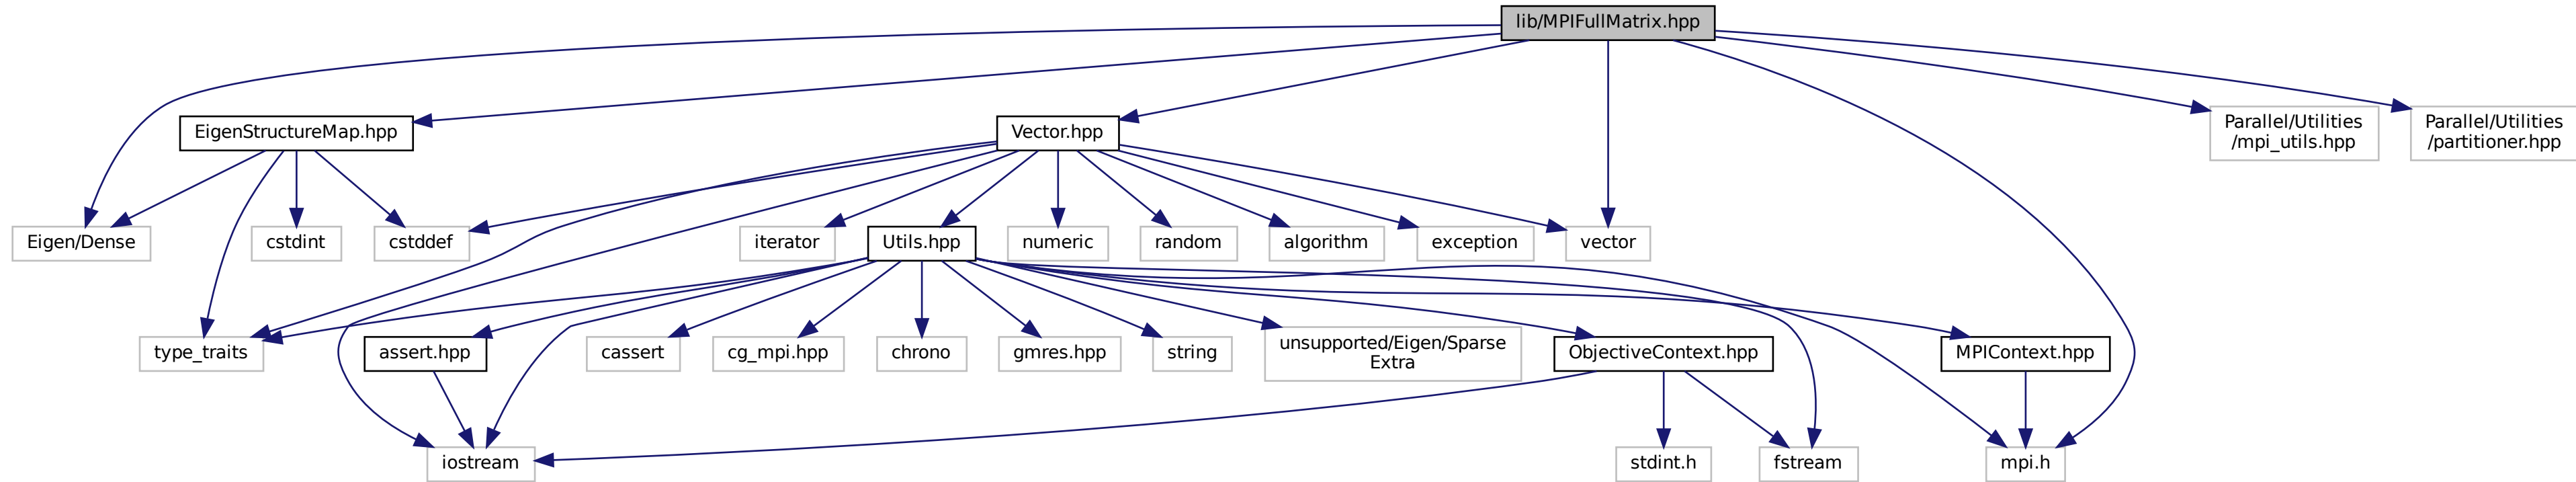 lib/MPIFullMatrix.hpp
EigenStructureMap.hpp
Vector.hpp
Parallel/Utilities
/mpi_utils.hpp
Parallel/Utilities
/partitioner.hpp
Eigen/Dense
cstdint
cstddef
iterator
Utils.hpp
numeric
random
algorithm
exception
vector
type_traits
assert.hpp
cassert
cg_mpi.hpp
chrono
gmres.hpp
string
unsupported/Eigen/Sparse
Extra
ObjectiveContext.hpp
MPIContext.hpp
iostream
stdint.h
fstream
mpi.h